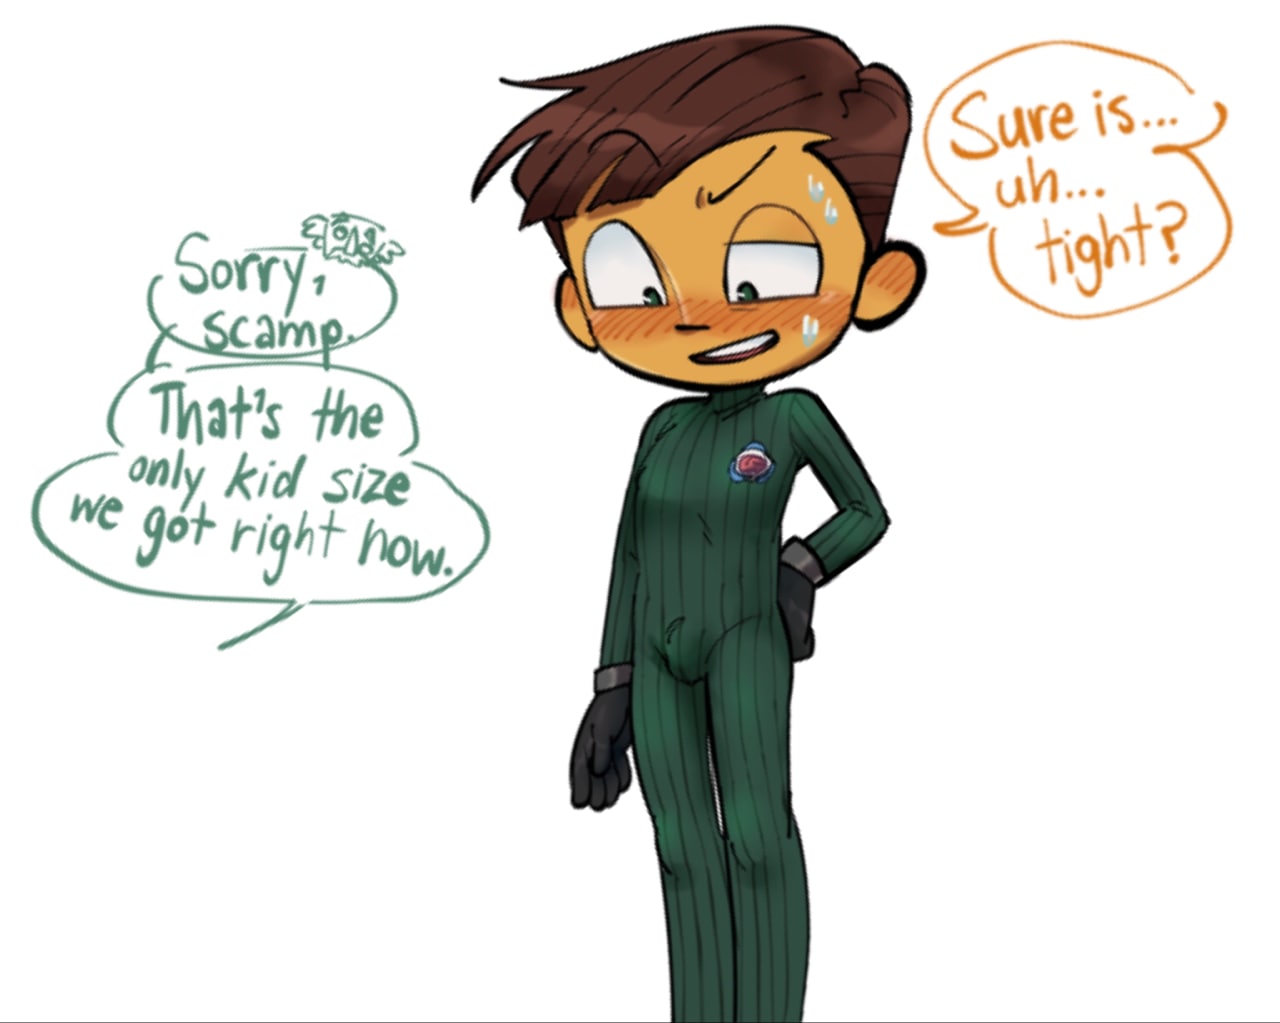 Sorry,
scamp.
That's the
only kid size
we got right now.
Sure is...
uh...
tight?